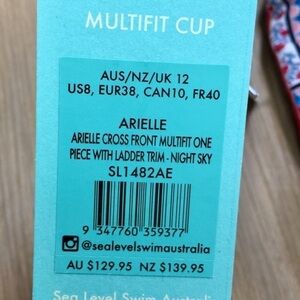 MULTIFIT CUP
AUS/NZ/UK 12
US8, EUR38, CAN10, FR40
ARIELLE
ARIELLE CROSS FRONT MULTIFIT ONE
PIECE WITH LADDER TRIM - NIGHT SKY
SL1482AE
9 347760 359377
@sealevelswimaustralia
AU $129.95 NZ $139.95
Sea Level Swim Austral